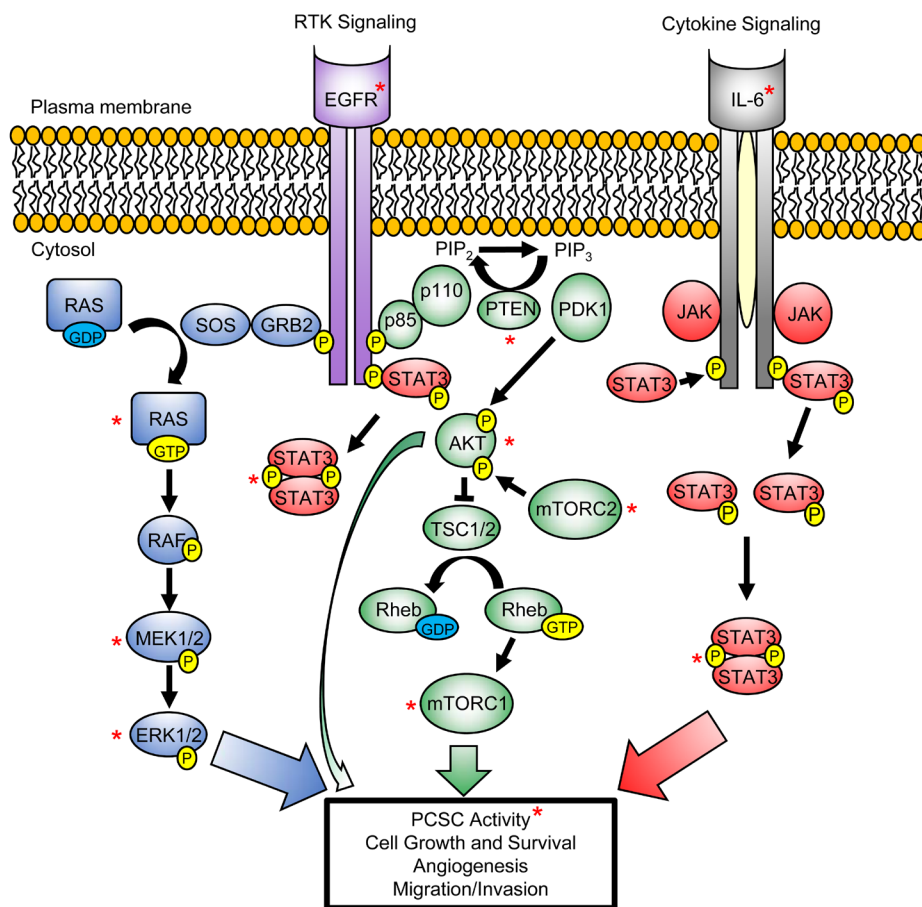 RTK Signaling
Cytokine Signaling
EGFR*
IL-6*
Plasma membrane
Cytosol
PIP2
PIP3
RAS
GDP
SOS
GRB2
P
P
p85
p110
PTEN
*
PDK1
JAK
JAK
P
STAT3
P
STAT3
P
P
STAT3
P
* RAS
GTP
P
AKT
P
*
STAT3
P
P
*
STAT3
mTORC2 *
STAT3
P
STAT3
P
TSC1/2
RAF
P
Rheb
GDP
Rheb
GTP
* MEK1/2
P
STAT3
P
P
*
STAT3
* mTORC1
* ERK1/2
P
PCSC Activity*
Cell Growth and Survival
Angiogenesis
Migration/Invasion